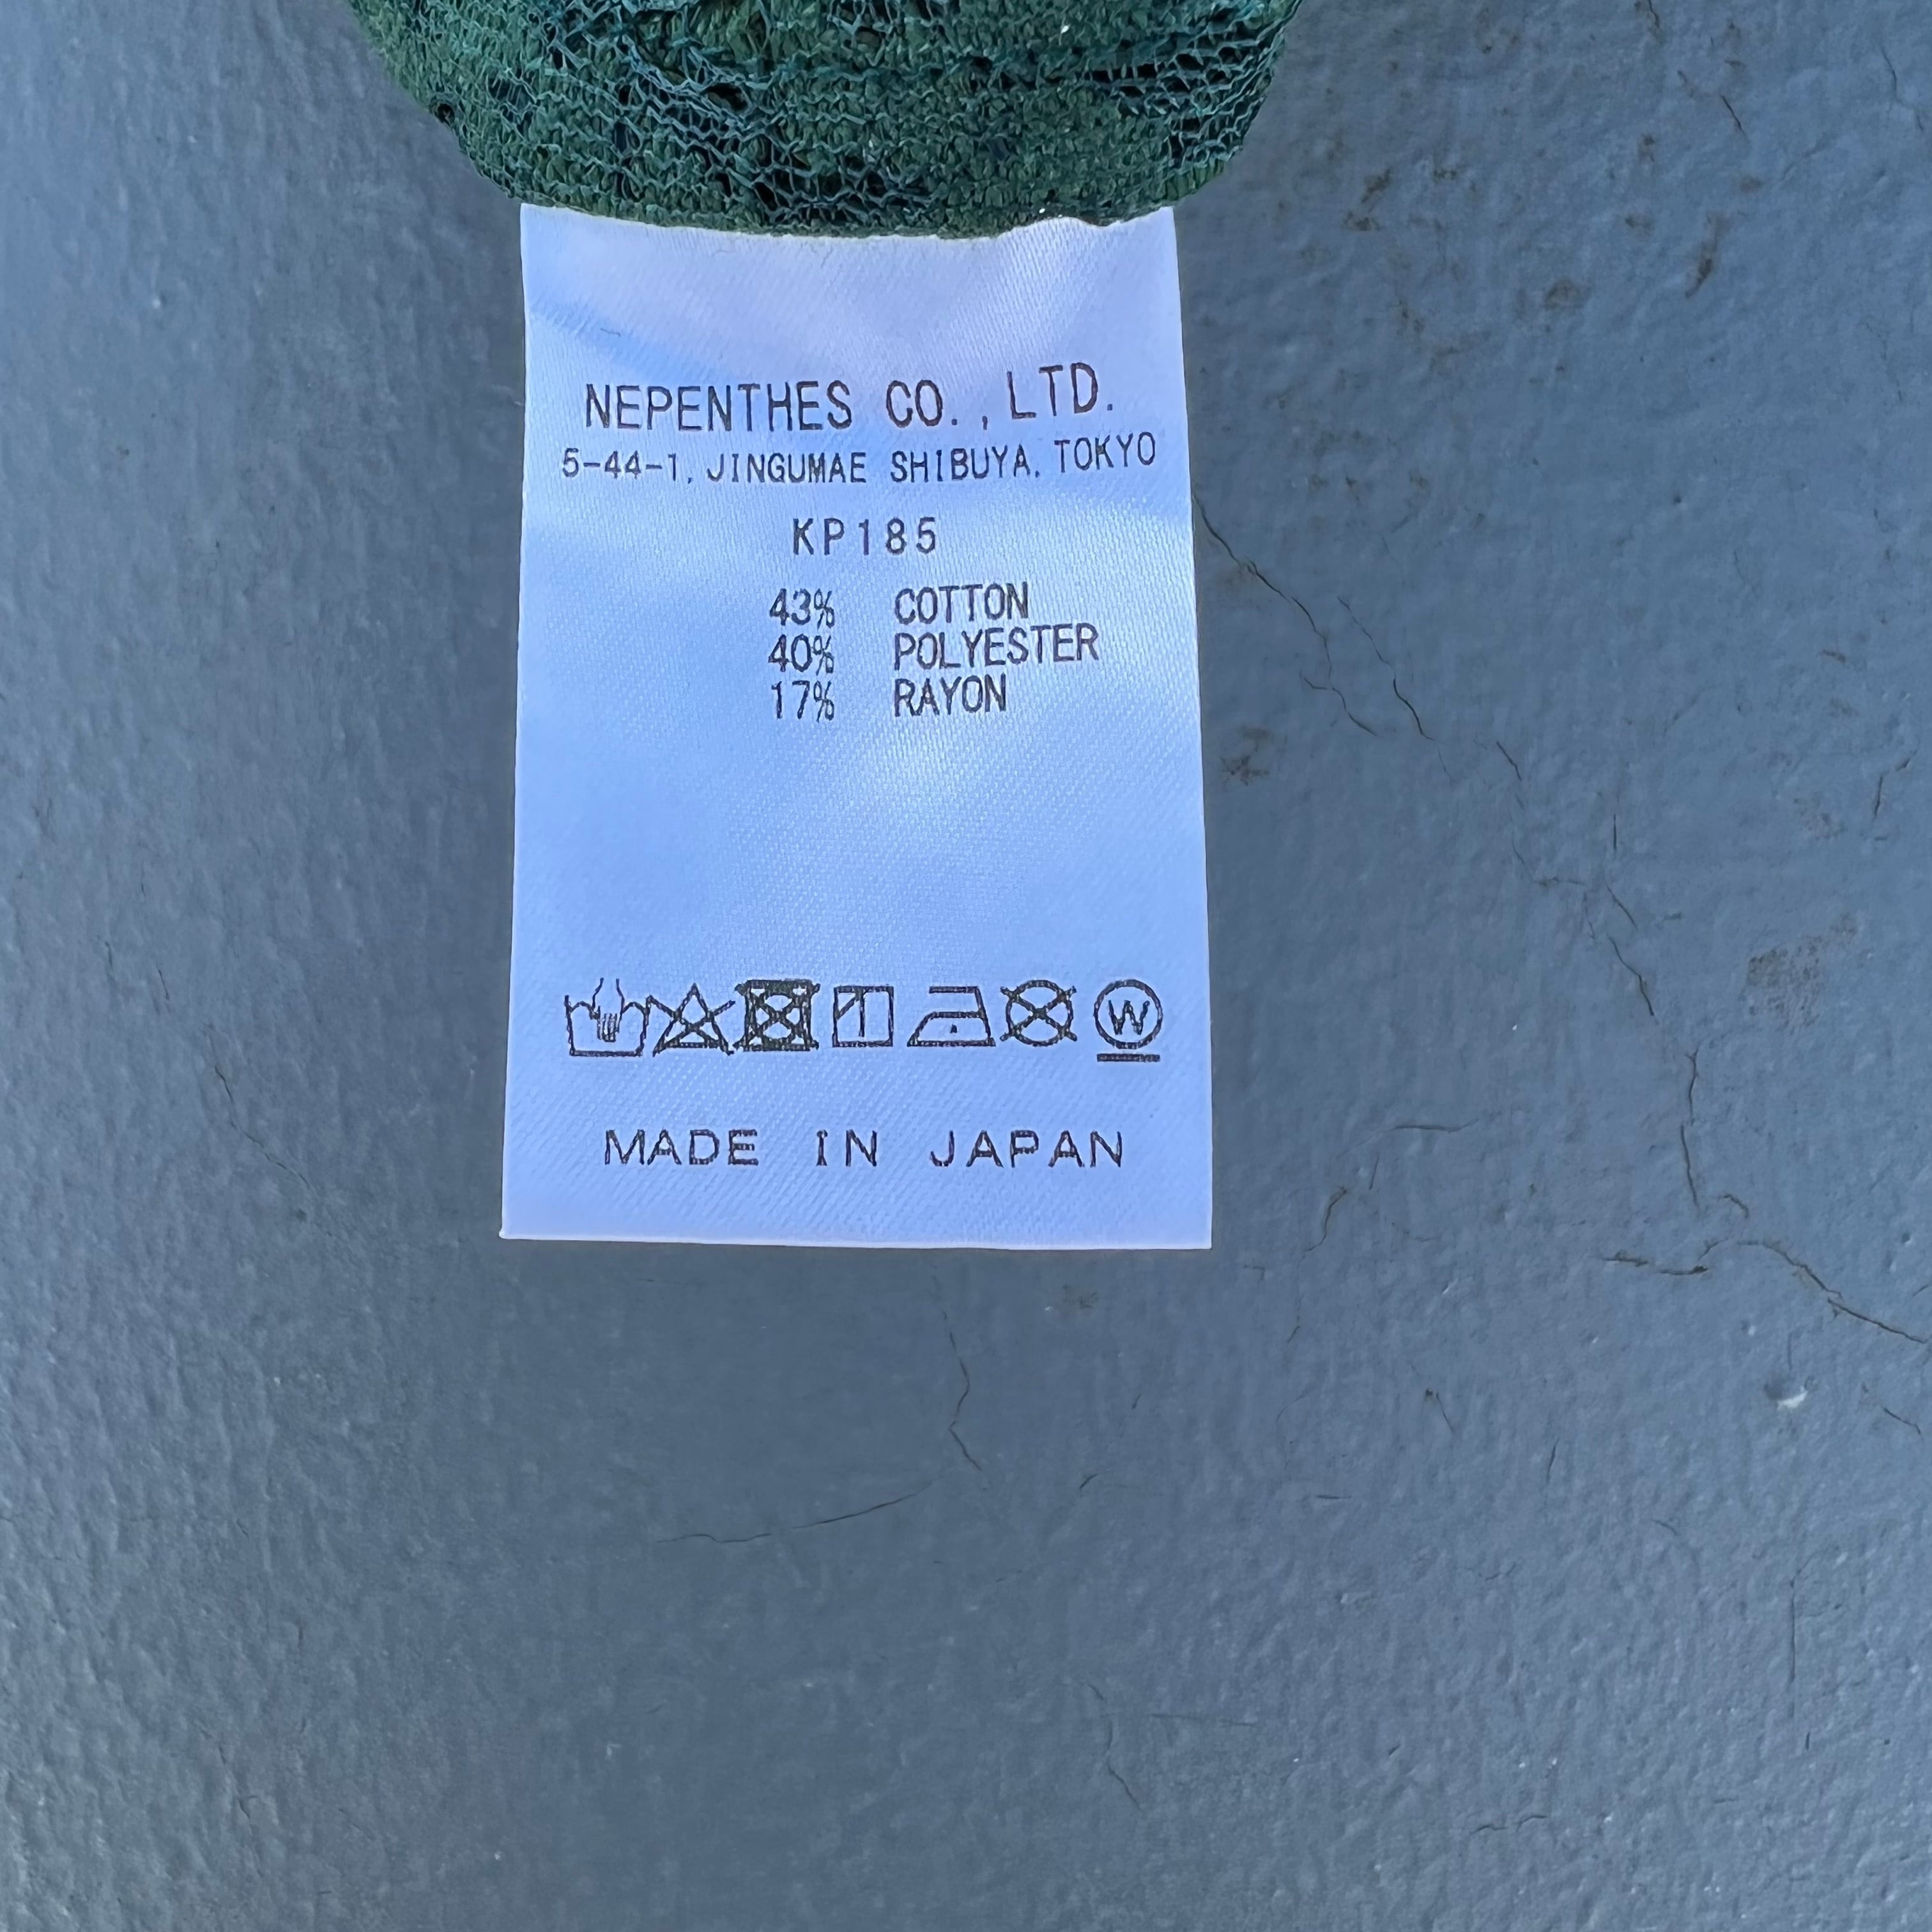 NEPENTHES CO.,LTD.
5-44-1, JINGUMAE SHIBUYA, TOKYO
KP185
43% COTTON
40% POLYESTER
17% RAYON
W
MADE IN JAPAN